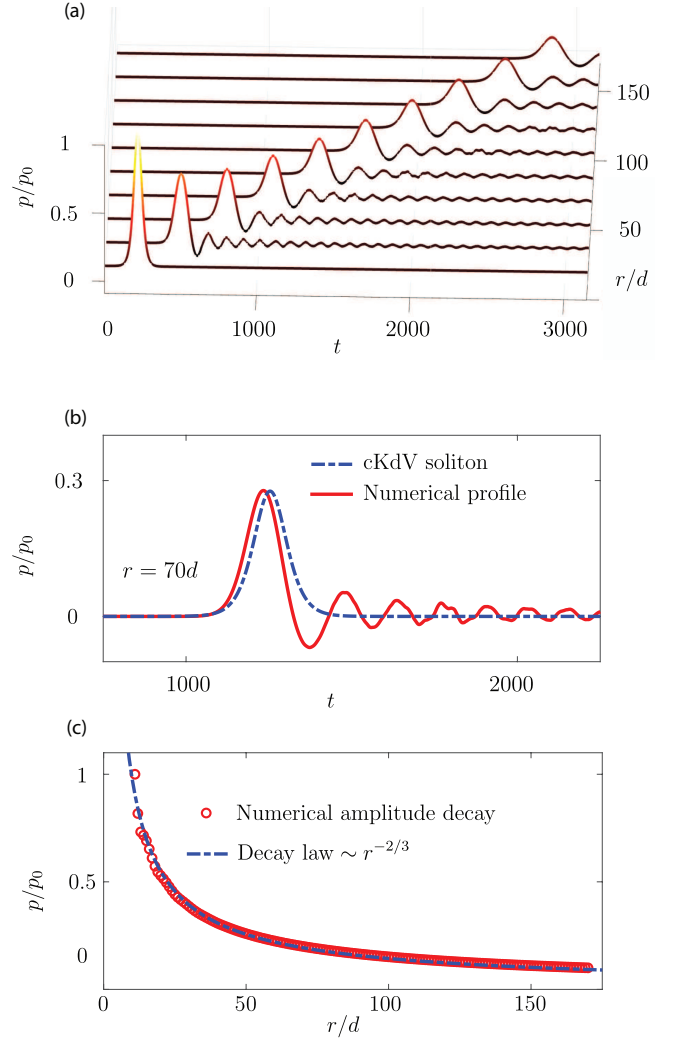 (a)
p/p₀
1
0.5
0
150
100
50
r/d
0 1000 2000 3000
t
(b)
p/p₀
0.3
0
cKdV soliton
Numerical profile
r = 70d
1000 2000
t
(c)
p/p₀
1
0.5
0
Numerical amplitude decay
Decay law ∼ r^{-2/3}
0 50 100 150
r/d